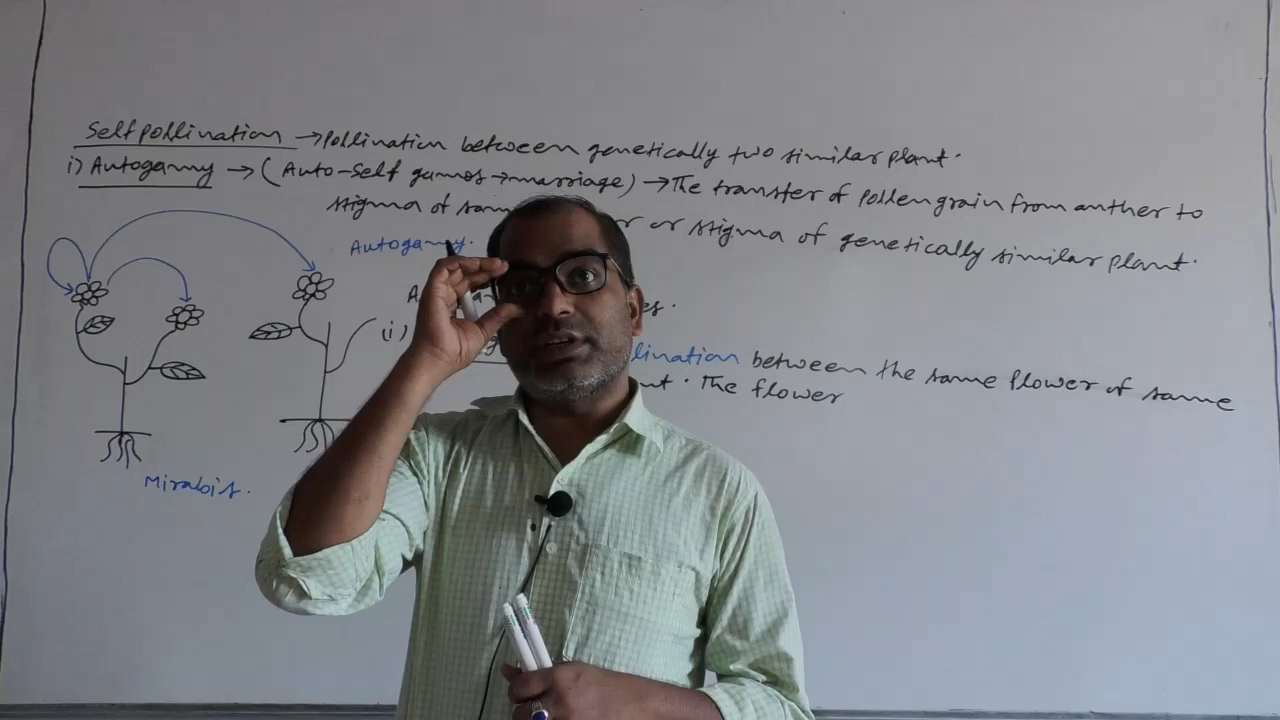 Self pollination → Pollination between genetically two similar plant.
i) Autogamy → (Auto-self gamos → marriage) → The transfer of pollen grain from anther to
stigma of or stigma of genetically similar plant.
Autogamy.
(i)
between the same flower of same
The flower
Mirabis.